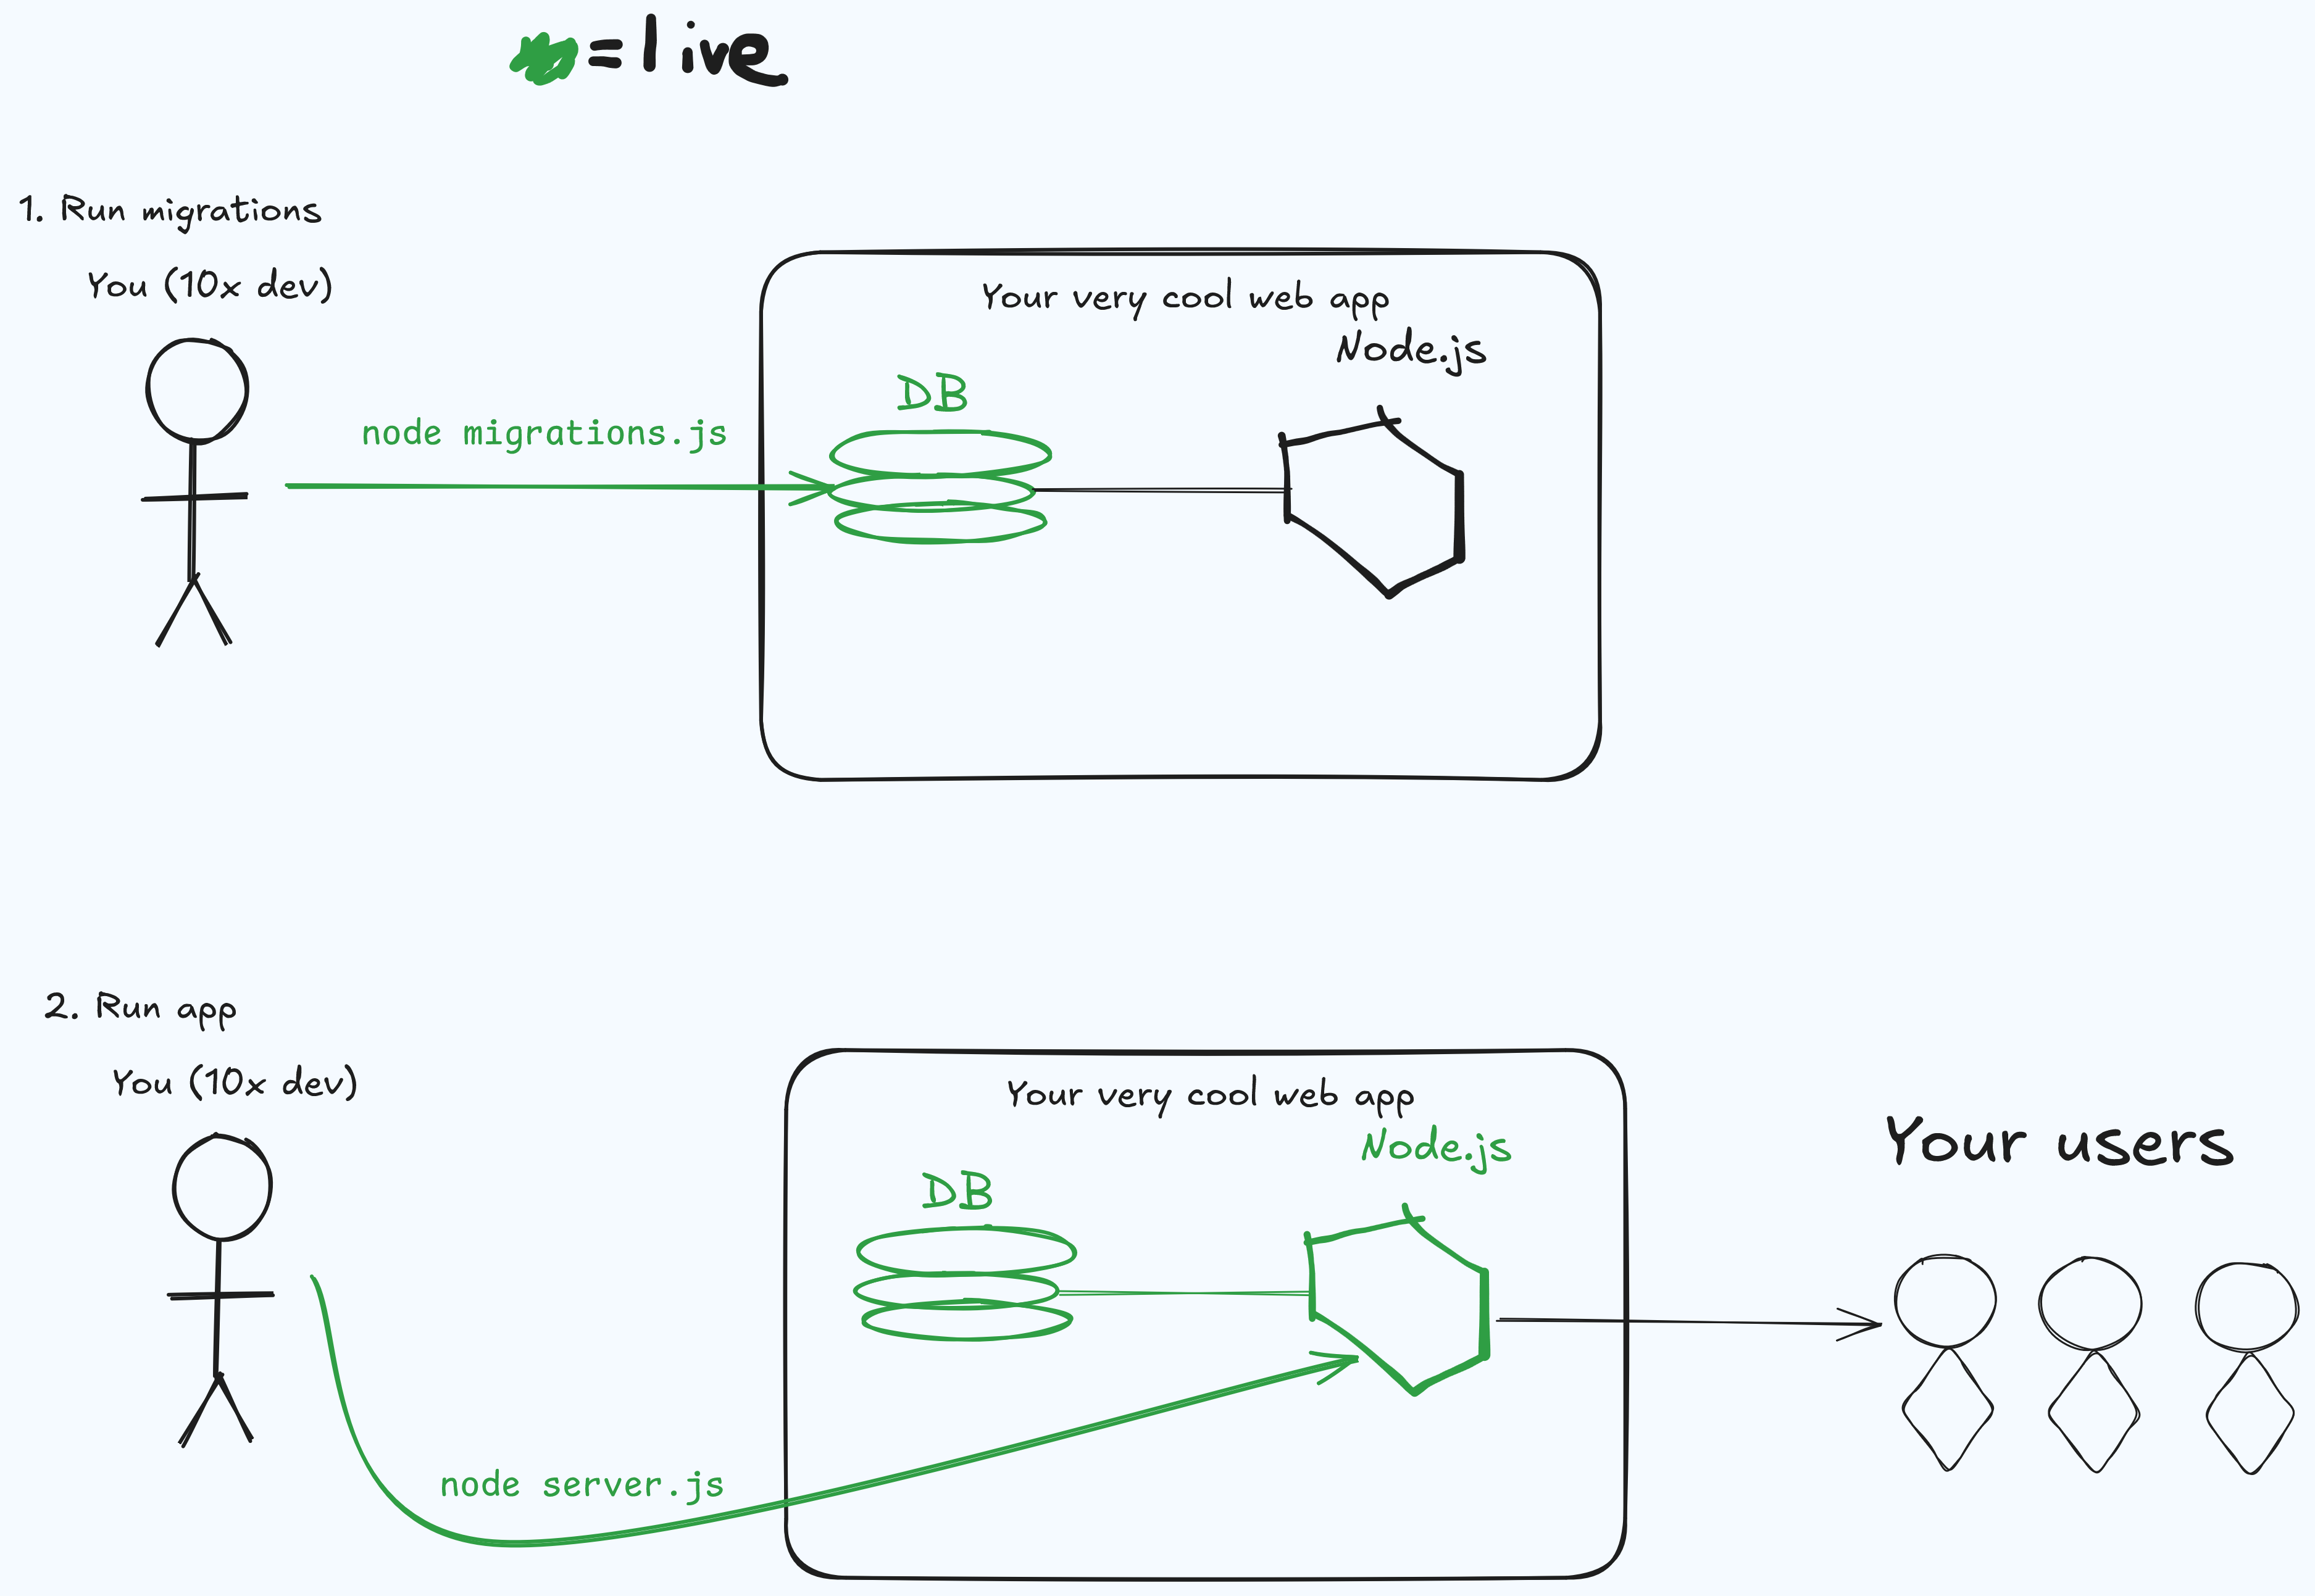 =live
1. Run migrations
You (10x dev)
Your very cool web app
Node.js
DB
node migrations.js
2. Run app
You (10x dev)
Your very cool web app
Node.js
DB
Your users
node server.js